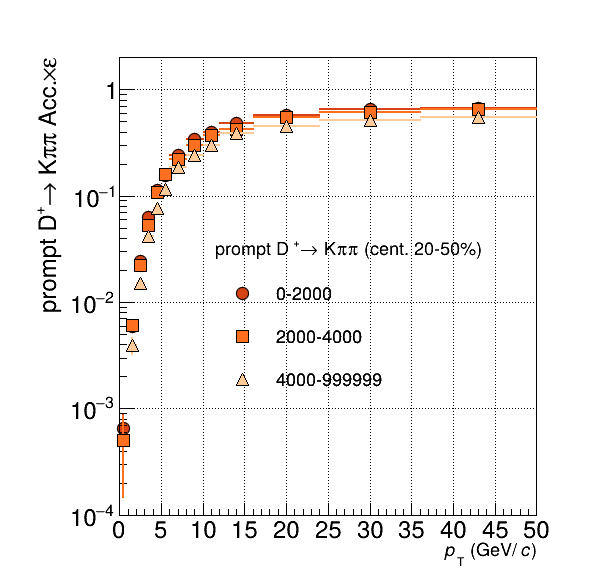 prompt D⁺→ Kππ Acc.×ε
1
10⁻¹
10⁻²
10⁻³
10⁻⁴
prompt D⁺→ Kππ (cent. 20-50%)
0-2000
2000-4000
4000-999999
0 5 10 15 20 25 30 35 40 45 50
p_T (GeV/c)